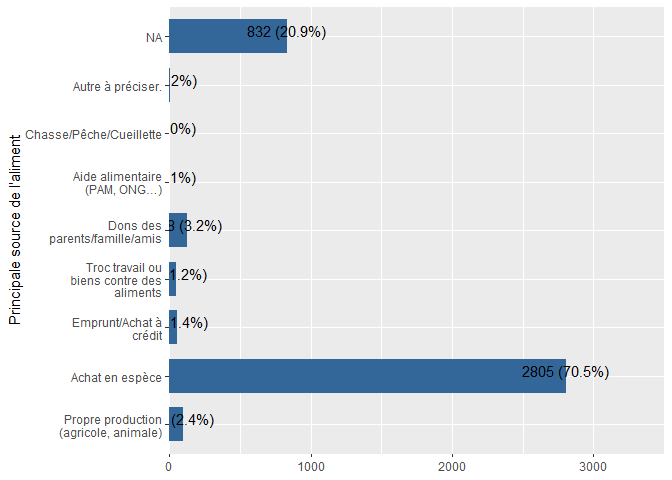 NA
832 (20.9%)
Autre à préciser.
2%)
Chasse/Pêche/Cueillette
0%)
Aide alimentaire
(PAM, ONG…)
1%)
Dons des
parents/famille/amis
8 (3.2%)
Troc travail ou
biens contre des
aliments
1.2%)
Emprunt/Achat à
crédit
1.4%)
Achat en espèce
2805 (70.5%)
Propre production
(agricole, animale)
(2.4%)
Principale source de l'aliment
0 1000 2000 3000